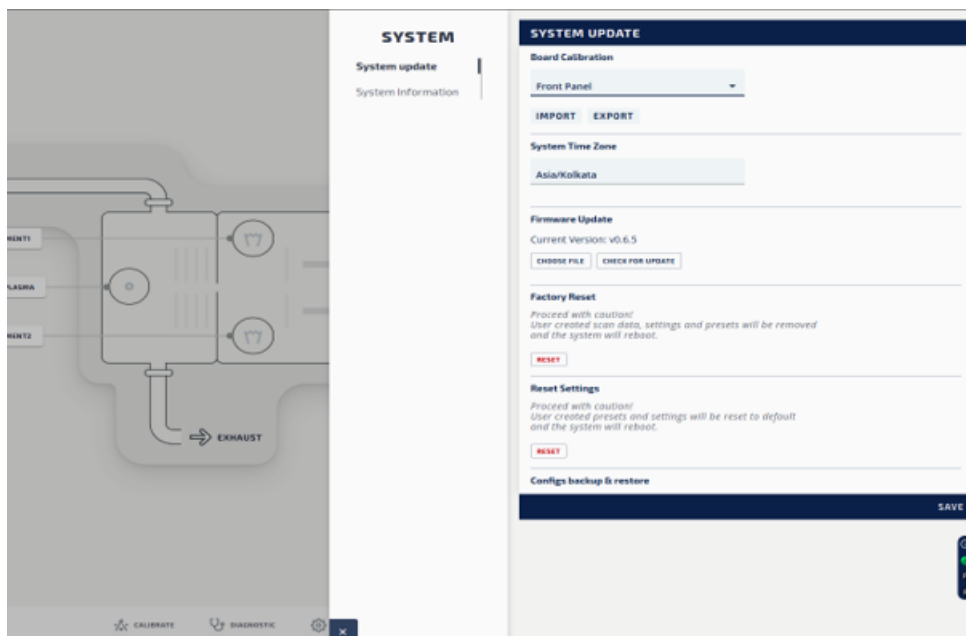 SYSTEM
System update
System Information
SYSTEM UPDATE
Board Calibration
Front Panel
IMPORT EXPORT
System Time Zone
Asia/Kolkata
Firmware Update
Current Version: v0.6.5
CHOOSE FILE CHECK FOR UPDATE
Factory Reset
Proceed with caution!
User created scan data, settings and presets will be removed
and the system will reboot.
RESET
Reset Settings
Proceed with caution!
User created presets and settings will be reset to default
and the system will reboot.
RESET
Configs backup & restore
SAVE
MENT1
PLASMA
MENT2
EXHAUST
CALIBRATE DIAGNOSTIC